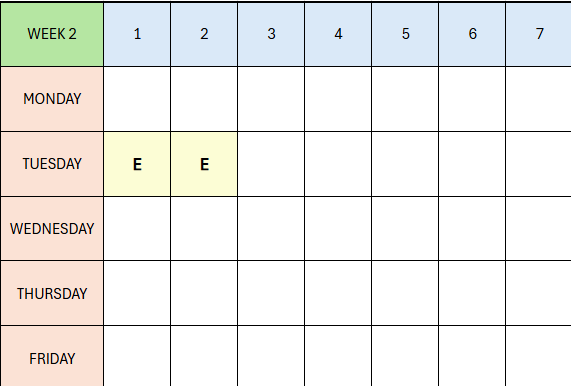 WEEK 2 1 2 3 4 5 6 7
MONDAY
TUESDAY E E
WEDNESDAY
THURSDAY
FRIDAY